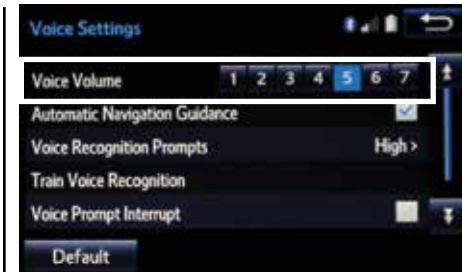 Voice Settings
Voice Volume 1 2 3 4 5 6 7
Automatic Navigation Guidance
Voice Recognition Prompts High >
Train Voice Recognition
Voice Prompt Interrupt
Default